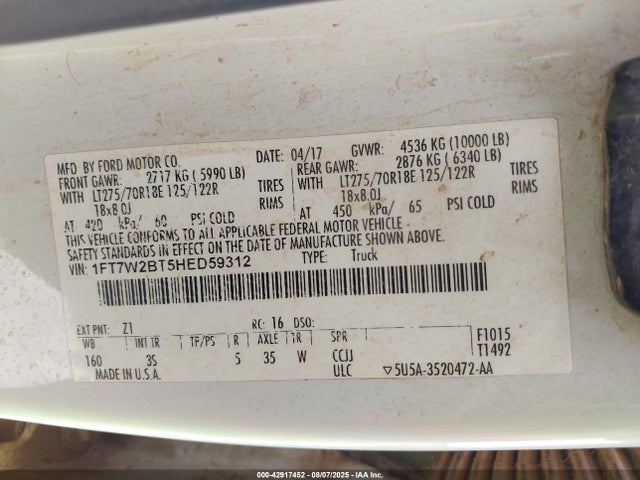 MFD. BY FORD MOTOR CO.
DATE: 04/17
GVWR: 4536 KG (10000 LB)
FRONT GAWR: 2717 KG ( 5990 LB)
REAR GAWR: 2876 KG ( 6340 LB)
WITH LT275/70R18E 125/122R TIRES
WITH LT275/70R18E 125/122R TIRES
18x8.0J RIMS
18x8.0J RIMS
AT 420 kPa/ 60 PSI COLD
AT 450 kPa/ 65 PSI COLD
THIS VEHICLE CONFORMS TO ALL APPLICABLE FEDERAL MOTOR VEHICLE
SAFETY STANDARDS IN EFFECT ON THE DATE OF MANUFACTURE SHOWN ABOVE.
VIN: 1FT7W2BT5HED59312 TYPE: Truck
EXT PNT: Z1 RC: 16 DSO:
WB INT TR TP/PS R AXLE TR SPR F1015
160 3S 5 35 W CCJJ T1492
MADE IN U.S.A. ULC ▽5U5A-3520472-AA
000-42917452 - 08/07/2025 - IAA, INC.